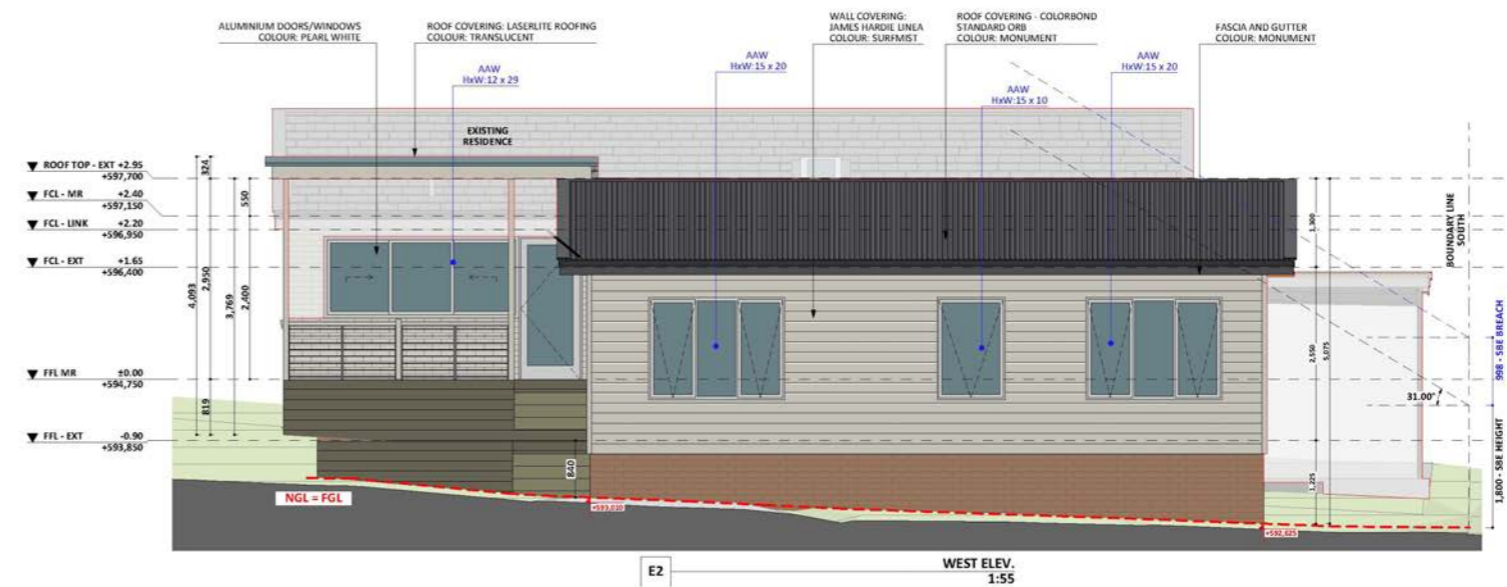 ALUMINIUM DOORS/WINDOWS
COLOUR: PEARL WHITE
ROOF COVERING: LASERLITE ROOFING
COLOUR: TRANSLUCENT
WALL COVERING:
JAMES HARDIE LINEA
COLOUR: SURFMIST
ROOF COVERING - COLORBOND
STANDARD ORB
COLOUR: MONUMENT
FASCIA AND GUTTER
COLOUR: MONUMENT
AAW
HxW:12 x 29
AAW
HxW:15 x 20
AAW
HxW:15 x 10
AAW
HxW:15 x 20
EXISTING
RESIDENCE
ROOF TOP - EXT +2.95
+597,700
FCL - MR +2.40
+597,150
FCL - LINK +2.20
+596,950
FCL - EXT +1.65
+596,400
FFL MR ±0.00
+594,750
FFL - EXT -0.90
+593,850
324
550
4,093
2,950
3,769
2,400
819
840
1,300
2,550
5,075
1,225
BOUNDARY LINE
SOUTH
998 - SBE BREACH
31.00°
1,800 - SBE HEIGHT
NGL = FGL
+593,010
+592,625
E2
WEST ELEV.
1:55